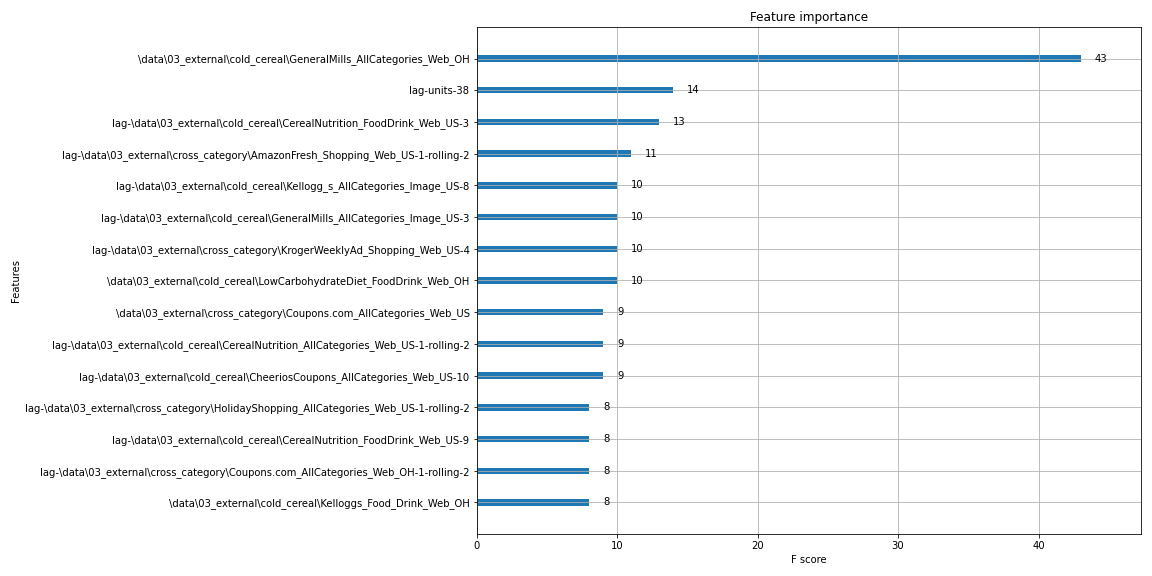 Feature importance
\data\03_external\cold_cereal\GeneralMills_AllCategories_Web_OH 43
lag-units-38 14
lag-\data\03_external\cold_cereal\CerealNutrition_FoodDrink_Web_US-3 13
lag-\data\03_external\cross_category\AmazonFresh_Shopping_Web_US-1-rolling-2 11
lag-\data\03_external\cold_cereal\Kellogg_s_AllCategories_Image_US-8 10
lag-\data\03_external\cold_cereal\GeneralMills_AllCategories_Image_US-3 10
lag-\data\03_external\cross_category\KrogerWeeklyAd_Shopping_Web_US-4 10
\data\03_external\cold_cereal\LowCarbohydrateDiet_FoodDrink_Web_OH 10
\data\03_external\cross_category\Coupons.com_AllCategories_Web_US 9
lag-\data\03_external\cold_cereal\CerealNutrition_AllCategories_Web_US-1-rolling-2 9
lag-\data\03_external\cold_cereal\CheeriosCoupons_AllCategories_Web_US-10 9
lag-\data\03_external\cross_category\HolidayShopping_AllCategories_Web_US-1-rolling-2 8
lag-\data\03_external\cold_cereal\CerealNutrition_FoodDrink_Web_US-9 8
lag-\data\03_external\cross_category\Coupons.com_AllCategories_Web_OH-1-rolling-2 8
\data\03_external\cold_cereal\Kelloggs_Food_Drink_Web_OH 8
Features
0 10 20 30 40
F score